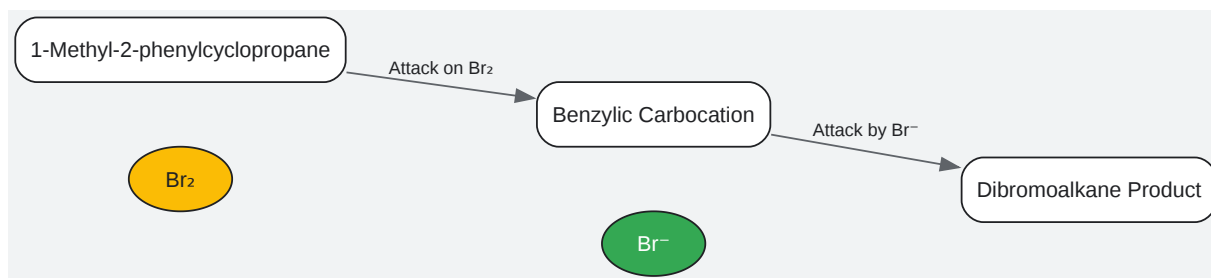 1-Methyl-2-phenylcyclopropane
Attack on Br₂
Benzylic Carbocation
Attack by Br⁻
Dibromoalkane Product
Br₂
Br⁻